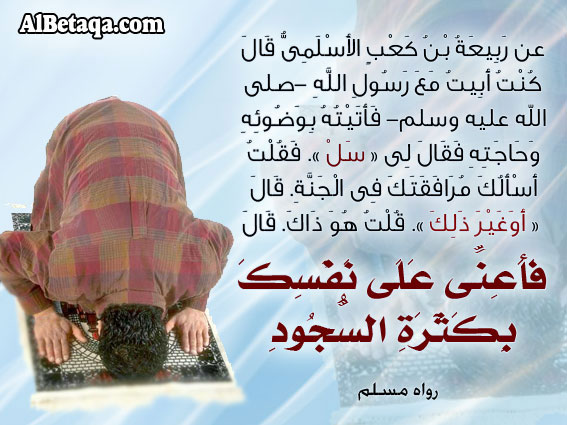 AlBetaqa.com
عن رَبِيعَةُ بْنُ كَعْبٍ الأَسْلَمِىُّ قَالَ
كُنْتُ أَبِيتُ مَعَ رَسُولِ اللَّهِ -صلى
اللّه عليه وسلم- فَأَتَيْتُهُ بِوَضُوئِهِ
وَحَاجَتِهِ فَقَالَ لِى « سَلْ ». فَقُلْتُ
أَسْأَلُكَ مُرَافَقَتَكَ فِى الْجَنَّةِ. قَالَ
« أَوَغَيْرَ ذَلِكَ ». قُلْتُ هُوَ ذَاكَ. قَالَ
فَأَعِنِّى عَلَى نَفْسِكَ
بِكَثْرَةِ السُّجُودِ
رواه مسلم